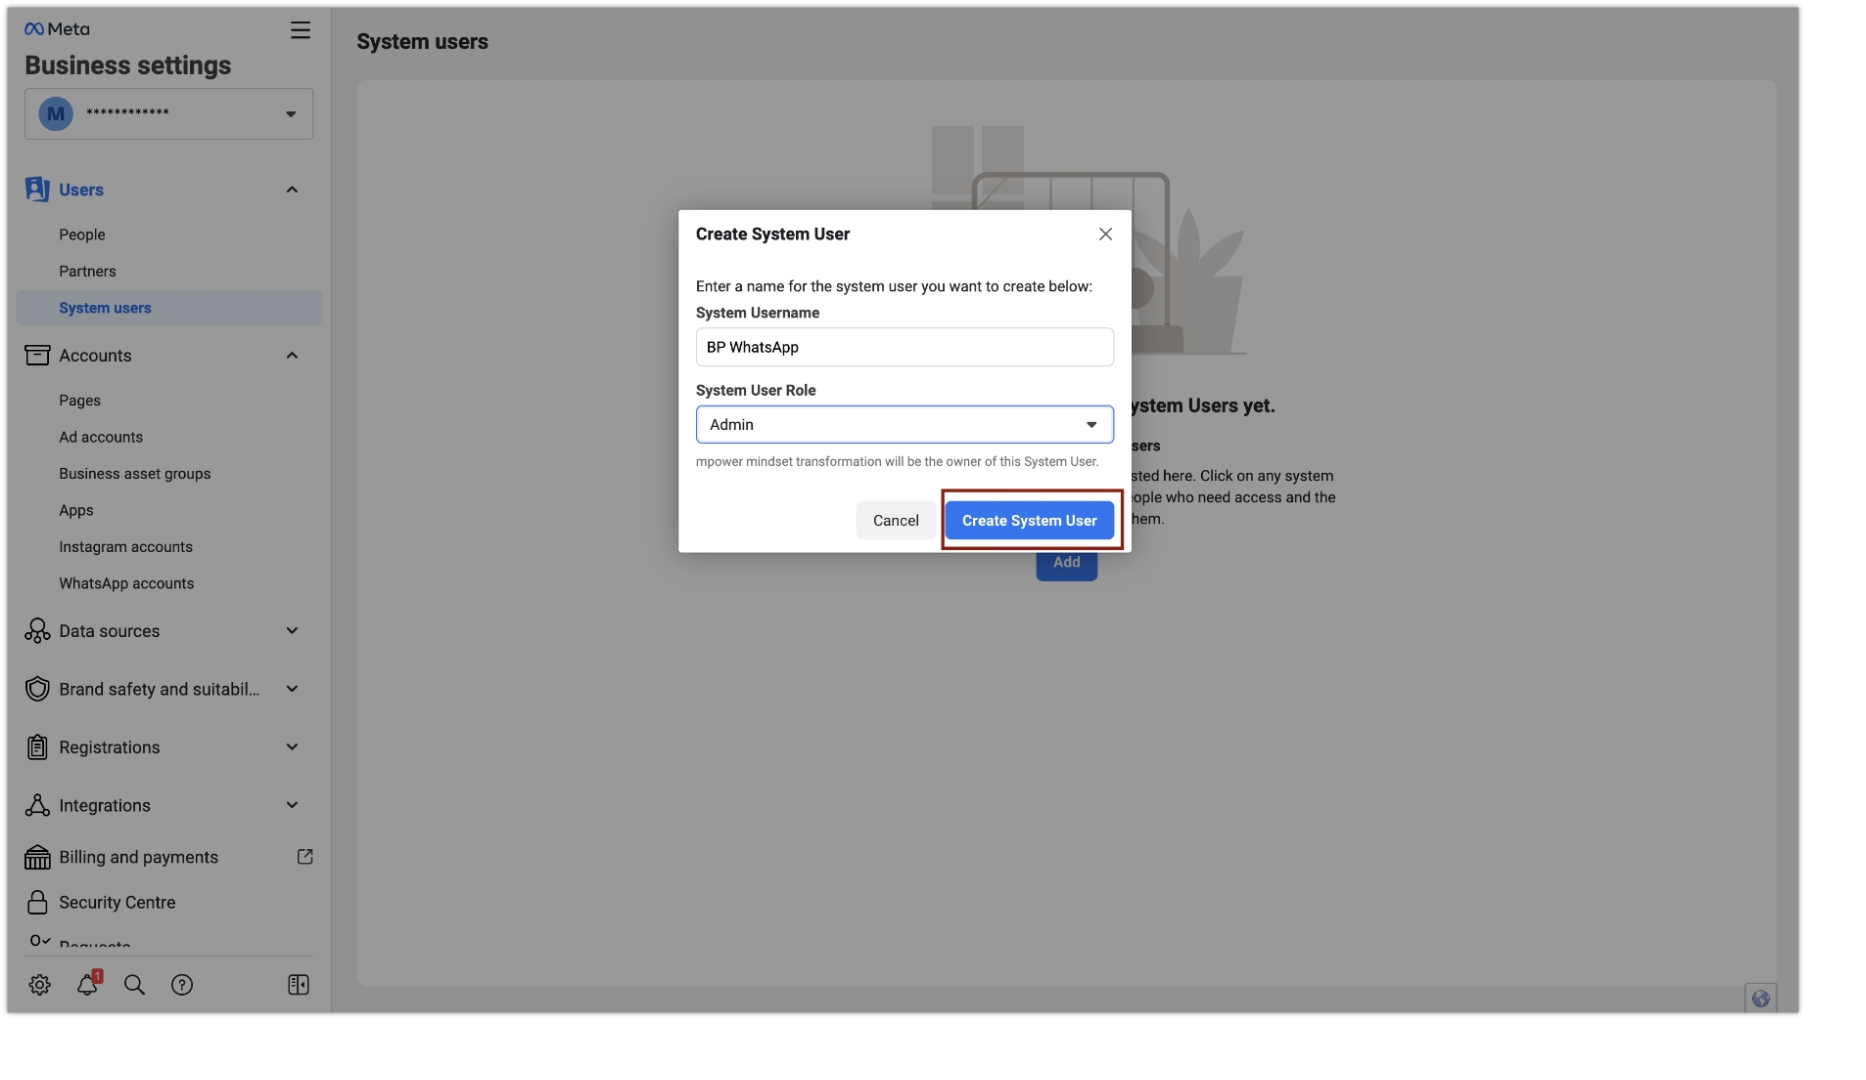 Meta
Business settings
M ************
Users
People
Partners
System users
Accounts
Pages
Ad accounts
Business asset groups
Apps
Instagram accounts
WhatsApp accounts
Data sources
Brand safety and suitabil...
Registrations
Integrations
Billing and payments
Security Centre
Requests
1
System users
Create System User
Enter a name for the system user you want to create below:
System Username
BP WhatsApp
System User Role
Admin
mpower mindset transformation will be the owner of this System User.
Cancel
Create System User
ystem Users yet.
sers
sted here. Click on any system
ople who need access and the
hem.
Add